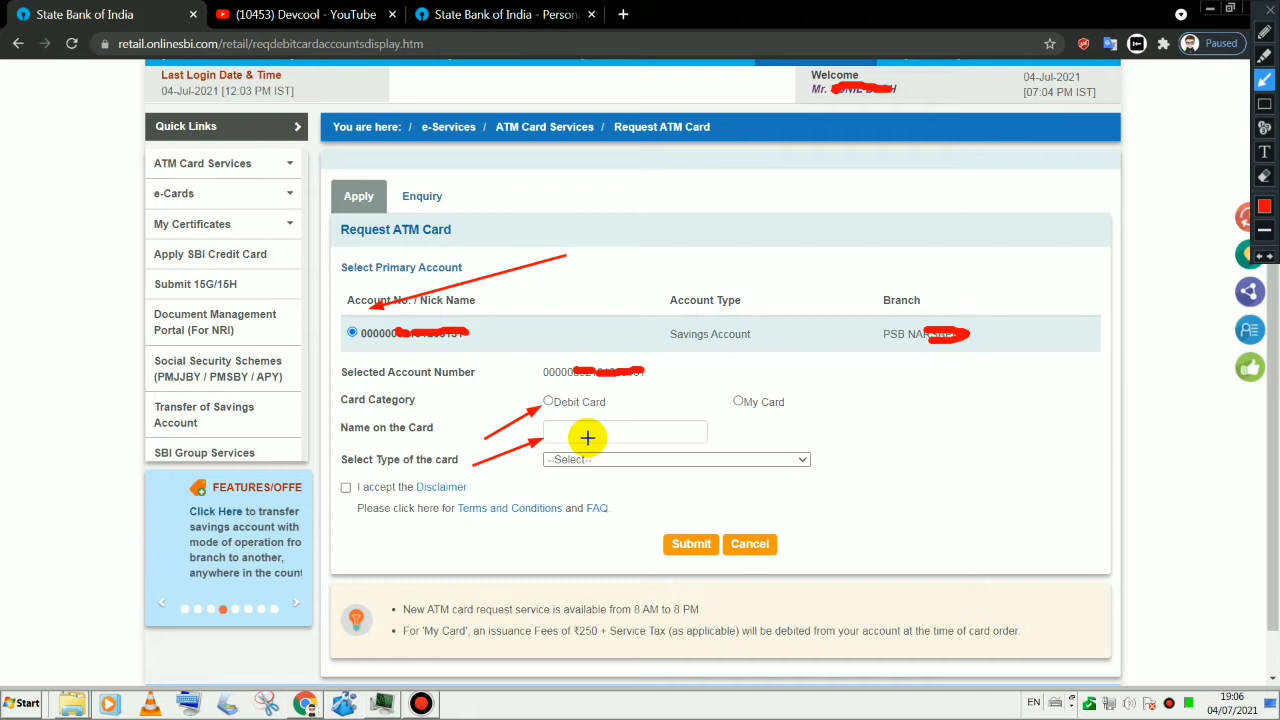 State Bank of India
(10453) Devcool - YouTube
State Bank of India - Person
retail.onlinesbi.com/retail/reqdebitcardaccountsdisplay.htm
Paused
Last Login Date & Time
04-Jul-2021 [12:03 PM IST]
Welcome
Mr.
04-Jul-2021
[07:04 PM IST]
Quick Links
ATM Card Services
e-Cards
My Certificates
Apply SBI Credit Card
Submit 15G/15H
Document Management
Portal (For NRI)
Social Security Schemes
(PMJJBY / PMSBY / APY)
Transfer of Savings
Account
SBI Group Services
FEATURES/OFFE
Click Here to transfer
savings account with
mode of operation fro
branch to another,
anywhere in the count
You are here: / e-Services / ATM Card Services / Request ATM Card
Apply
Enquiry
Request ATM Card
Select Primary Account
Account No. / Nick Name
Account Type
Branch
Savings Account
PSB
Selected Account Number
Card Category
Debit Card
My Card
Name on the Card
Select Type of the card
--Select--
I accept the Disclaimer
Please click here for Terms and Conditions and FAQ.
Submit
Cancel
New ATM card request service is available from 8 AM to 8 PM.
For 'My Card', an issuance Fees of ₹250 + Service Tax (as applicable) will be debited from your account at the time of card order.
Start
EN
19:06
04/07/2021